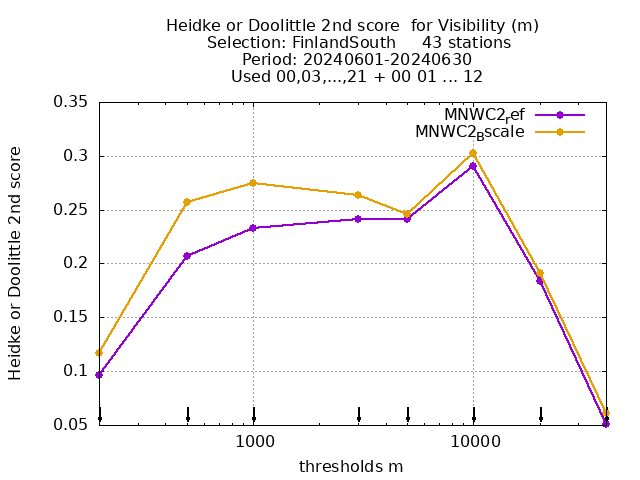 Heidke or Doolittle 2nd score  for Visibility (m)
Selection: FinlandSouth     43 stations
Period: 20240601-20240630
Used 00,03,...,21 + 00 01 ... 12
MNWC2_ref
MNWC2_Bscale
Heidke or Doolittle 2nd score
0.35
0.3
0.25
0.2
0.15
0.1
0.05
1000
10000
thresholds m